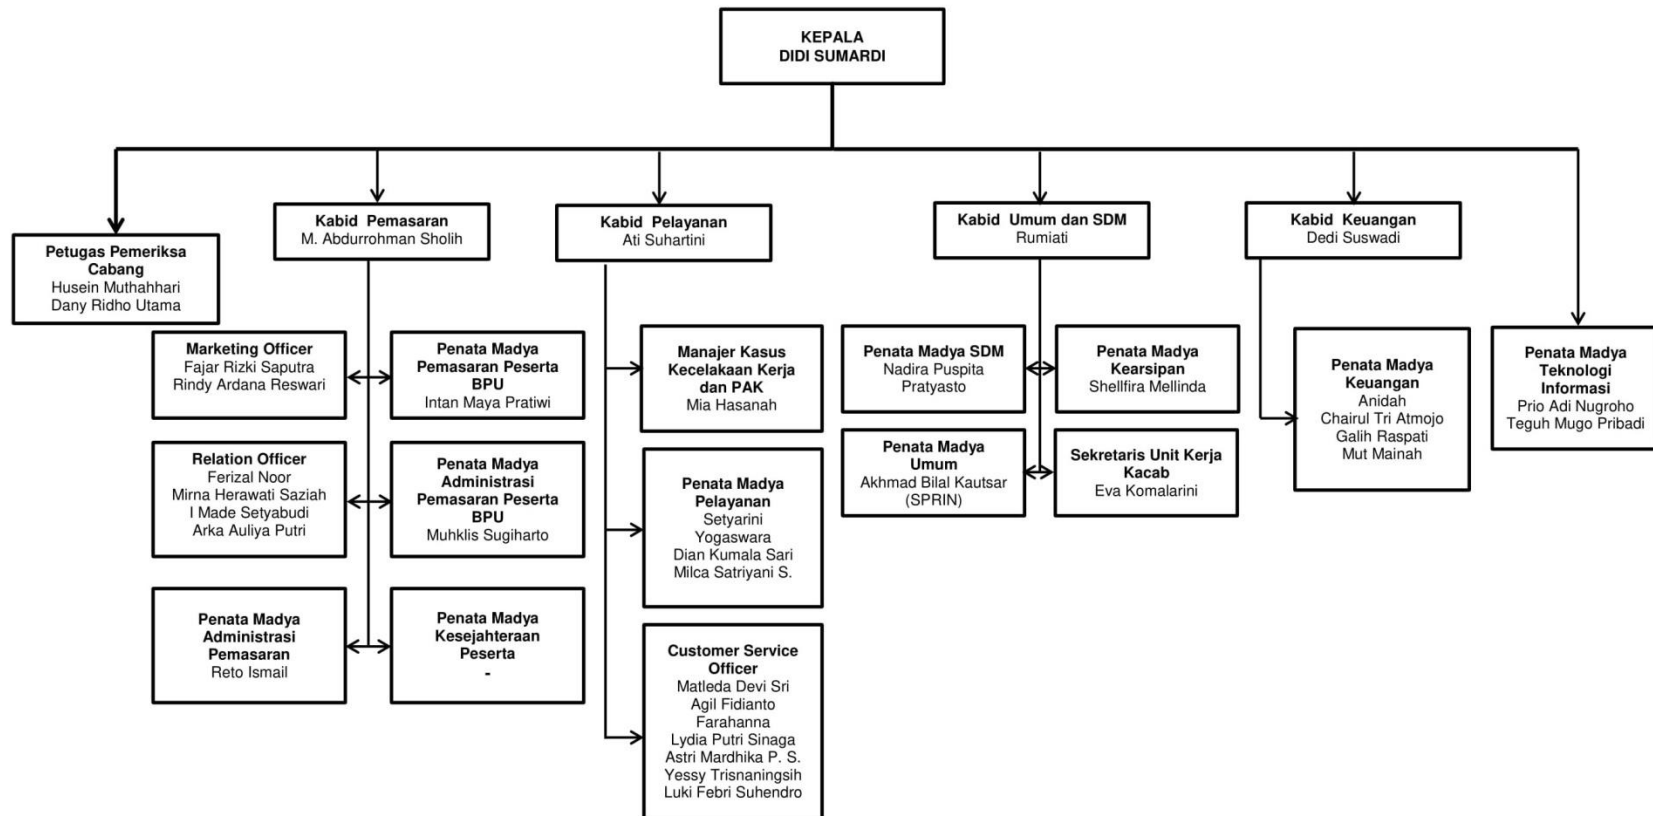 KEPALA
DIDI SUMARDI
Petugas Pemeriksa
Cabang
Husein Muthahhari
Dany Ridho Utama
Kabid Pemasaran
M. Abdurrohman Sholih
Marketing Officer
Fajar Rizki Saputra
Rindy Ardana Reswari
Penata Madya
Pemasaran Peserta
BPU
Intan Maya Pratiwi
Relation Officer
Ferizal Noor
Mirna Herawati Saziah
I Made Setyabudi
Arka Auliya Putri
Penata Madya
Administrasi
Pemasaran Peserta
BPU
Muhklis Sugiharto
Penata Madya
Administrasi
Pemasaran
Reto Ismail
Penata Madya
Kesejahteraan
Peserta
-
Kabid Pelayanan
Ati Suhartini
Manajer Kasus
Kecelakaan Kerja
dan PAK
Mia Hasanah
Penata Madya
Pelayanan
Setyarini
Yogaswara
Dian Kumala Sari
Milca Satriyani S.
Customer Service
Officer
Matleda Devi Sri
Agil Fidianto
Farahanna
Lydia Putri Sinaga
Astri Mardhika P. S.
Yessy Trisnaningsih
Luki Febri Suhendro
Kabid Umum dan SDM
Rumiati
Penata Madya SDM
Nadira Puspita
Pratyasto
Penata Madya
Kearsipan
Shellfira Mellinda
Penata Madya
Umum
Akhmad Bilal Kautsar
(SPRIN)
Sekretaris Unit Kerja
Kacab
Eva Komalarini
Kabid Keuangan
Dedi Suswadi
Penata Madya
Keuangan
Anidah
Chairul Tri Atmojo
Galih Raspati
Mut Mainah
Penata Madya
Teknologi
Informasi
Prio Adi Nugroho
Teguh Mugo Pribadi